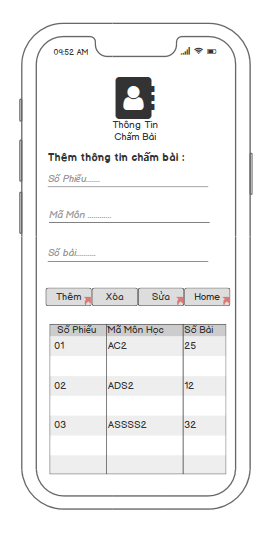 09:52 AM
Thông Tin
Chấm Bài
Thêm thông tin chấm bài :
Số Phiếu......
Mã Môn ............
Số bài.........
Thêm Xóa Sửa Home
Số Phiếu Mã Môn Học Số Bài
01 AC2 25
02 ADS2 12
03 ASSSS2 32